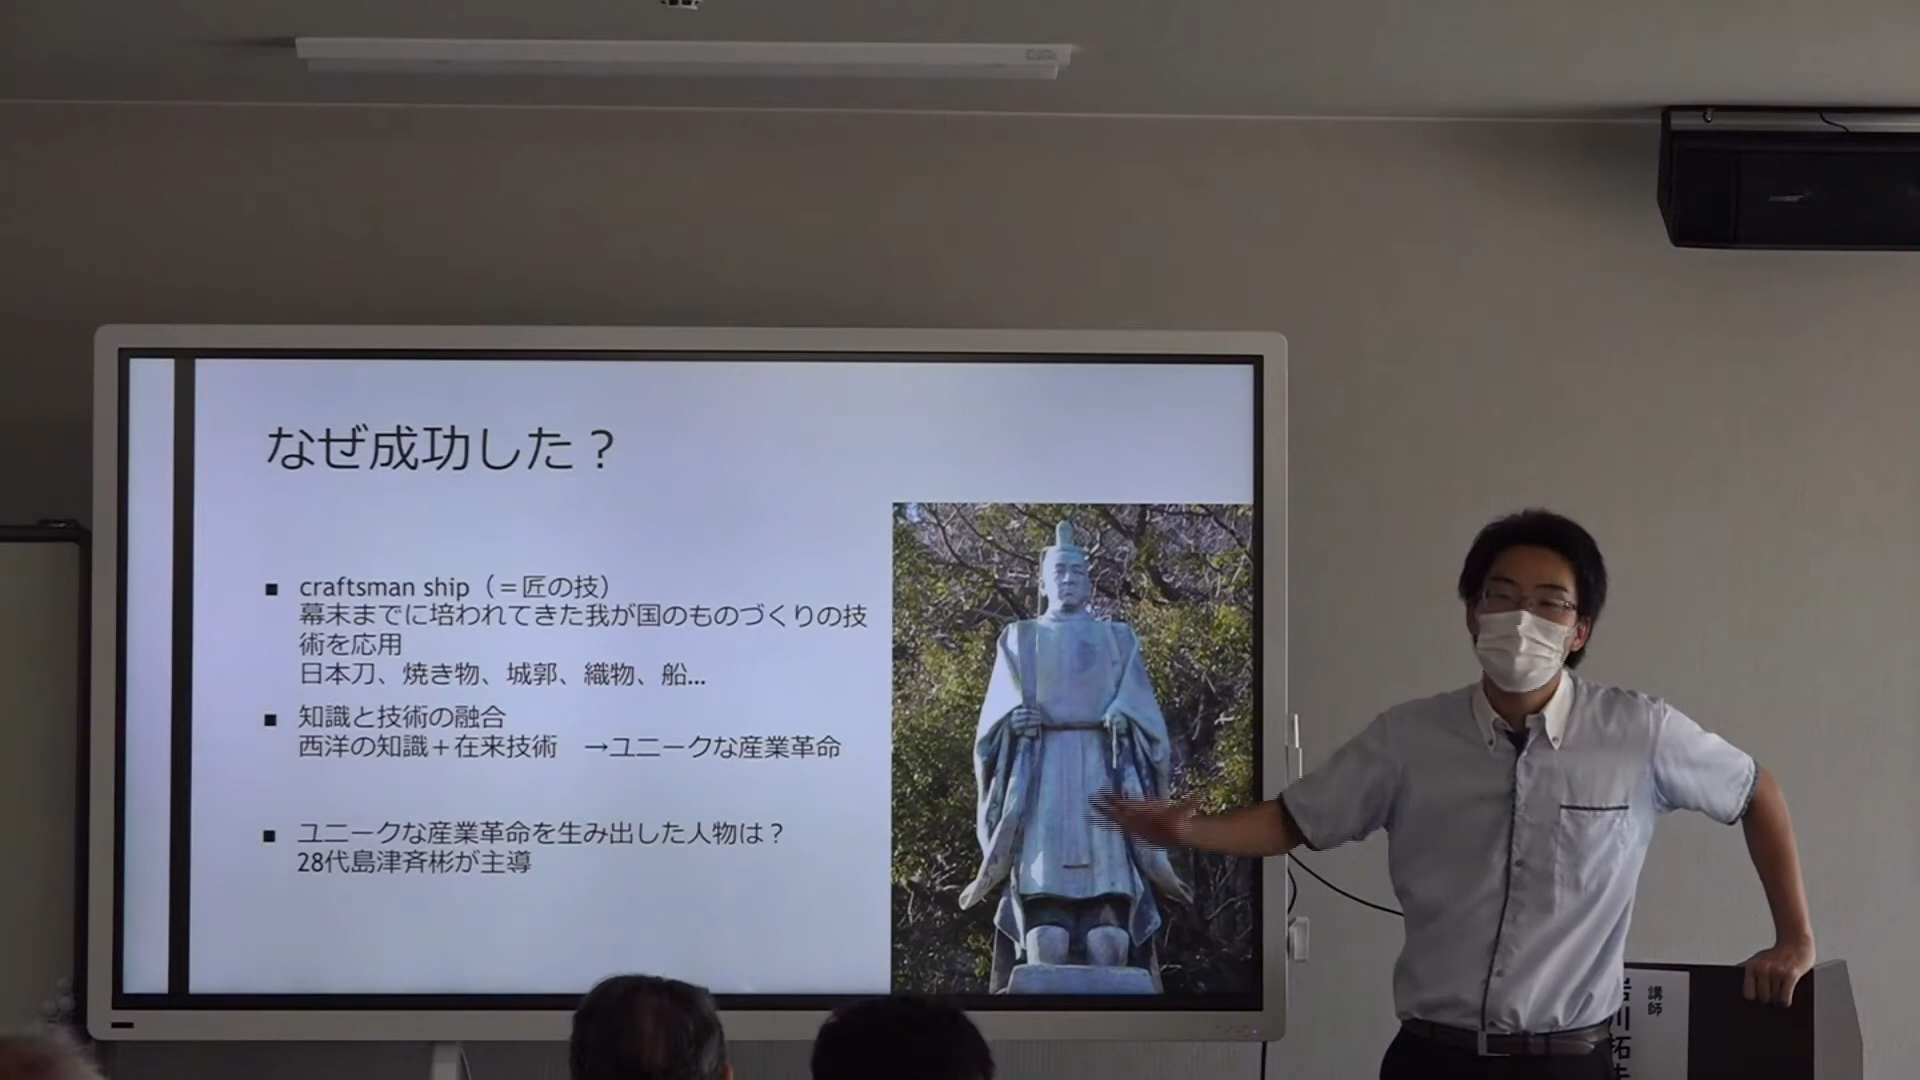 なぜ成功した？
■ craftsman ship（＝匠の技）
幕末までに培われてきた我が国のものづくりの技
術を応用
日本刀、焼き物、城郭、織物、船...
■ 知識と技術の融合
西洋の知識＋在来技術　→ユニークな産業革命
■ ユニークな産業革命を生み出した人物は？
28代島津斉彬が主導
講師
川拓